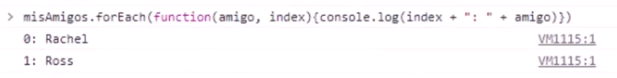 > misAmigos.forEach(function(amigo, index){console.log(index + ": " + amigo)})
0: Rachel VM1115:1
1: Ross VM1115:1